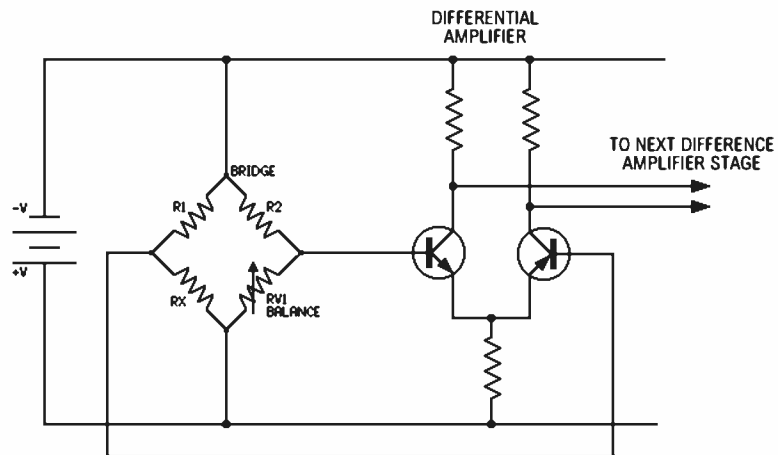 DIFFERENTIAL
AMPLIFIER
TO NEXT DIFFERENCE
AMPLIFIER STAGE
BRIDGE
R1
R2
-V
+V
RX
RV1
BALANCE